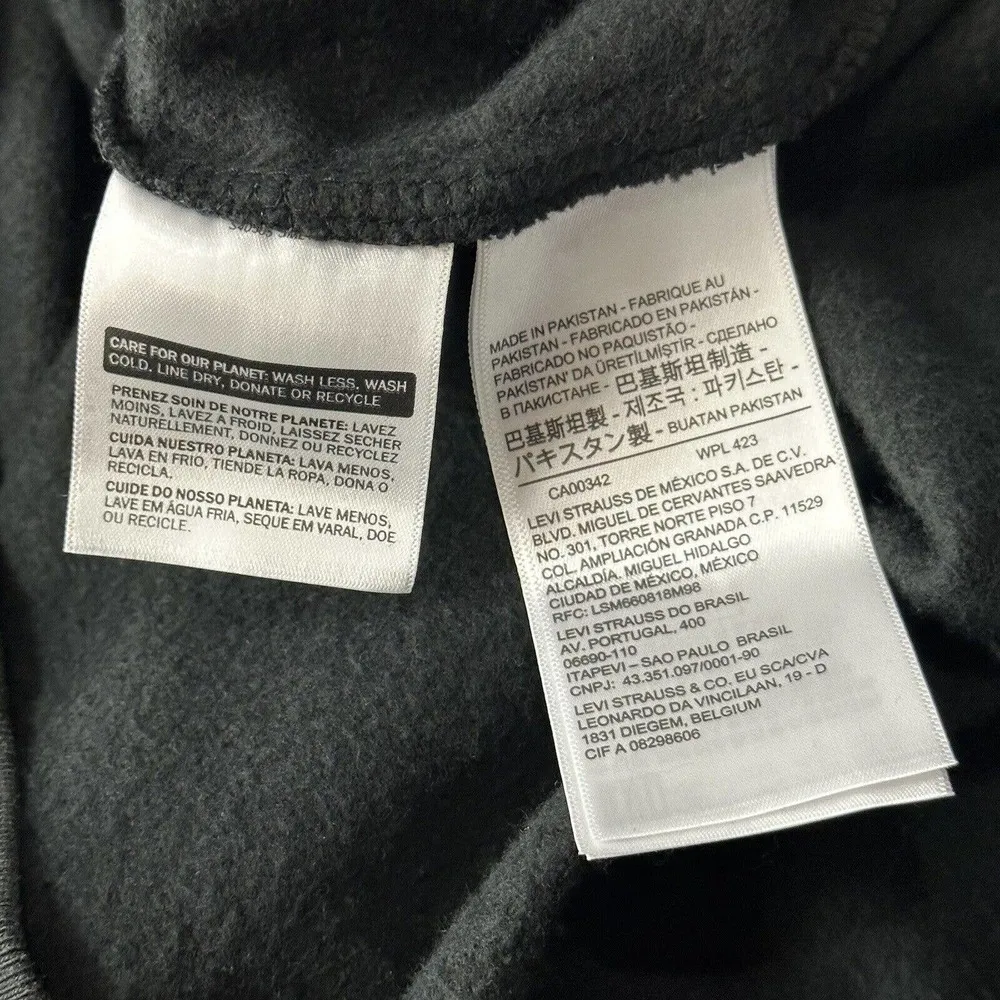 CARE FOR OUR PLANET: WASH LESS, WASH
COLD, LINE DRY, DONATE OR RECYCLE
PRENEZ SOIN DE NOTRE PLANETE: LAVEZ
MOINS, LAVEZ A FROID, LAISSEZ SECHER
NATURELLEMENT, DONNEZ OU RECYCLEZ
CUIDA NUESTRO PLANETA: LAVA MENOS,
LAVA EN FRÍO, TIENDE LA ROPA, DONA O
RECICLA.
CUIDE DO NOSSO PLANETA: LAVE MENOS,
LAVE EM ÁGUA FRIA, SEQUE EM VARAL, DOE
OU RECICLE.
MADE IN PAKISTAN - FABRIQUE AU
PAKISTAN - FABRICADO EN PAKISTÁN -
FABRICADO NO PAQUISTÃO -
PAKİSTAN' DA ÜRETİLMİŞTİR - СДЕЛАНО
В ПАКИСТАНЕ - 巴基斯坦制造 -
巴基斯坦製 - 제조국 : 파키스탄 -
パキスタン製 - BUATAN PAKISTAN
CA00342 WPL 423
LEVI STRAUSS DE MÉXICO S.A. DE C.V.
BLVD. MIGUEL DE CERVANTES SAAVEDRA
NO. 301, TORRE NORTE PISO 7
COL. AMPLIACIÓN GRANADA C.P. 11529
ALCALDÍA. MIGUEL HIDALGO
CIUDAD DE MÉXICO, MÉXICO
RFC: LSM660818M98
LEVI STRAUSS DO BRASIL
AV. PORTUGAL, 400
06690-110
ITAPEVI – SAO PAULO BRASIL
CNPJ: 43.351.097/0001-90
LEVI STRAUSS & CO, EU SCA/CVA
LEONARDO DA VINCILAAN, 19 - D
1831 DIEGEM, BELGIUM
CIF A 08298606